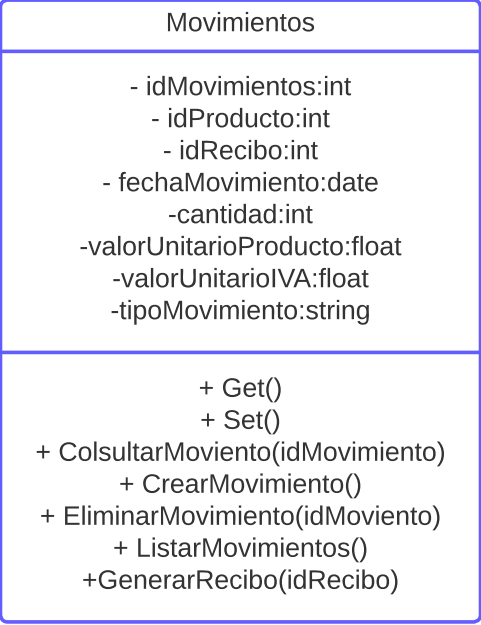 Movimientos
- idMovimientos:int
- idProducto:int
- idRecibo:int
- fechaMovimiento:date
-cantidad:int
-valorUnitarioProducto:float
-valorUnitarioIVA:float
-tipoMovimiento:string
+ Get()
+ Set()
+ ColsultarMoviento(idMovimiento)
+ CrearMovimiento()
+ EliminarMovimiento(idMoviento)
+ ListarMovimientos()
+GenerarRecibo(idRecibo)